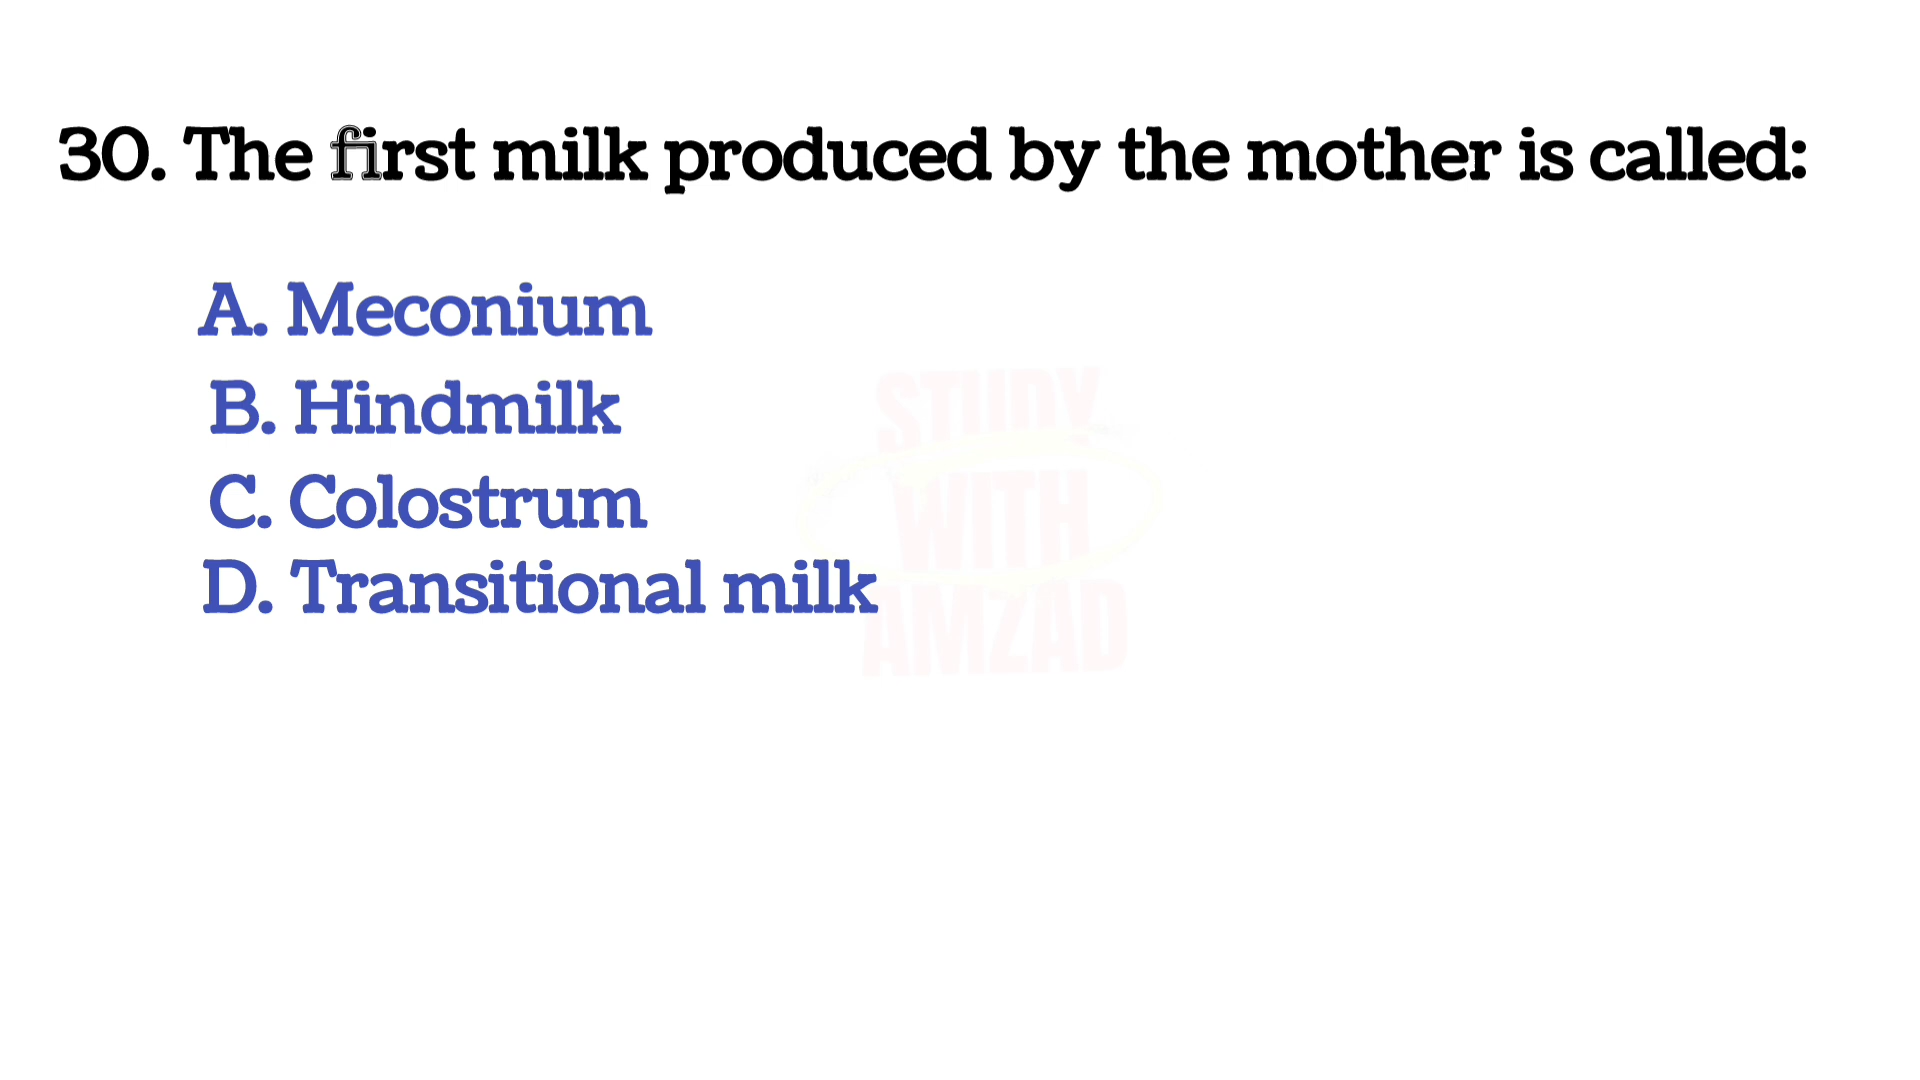 30. The first milk produced by the mother is called:
A. Meconium
B. Hindmilk
C. Colostrum
D. Transitional milk
STUDY
WITH
AMZAD